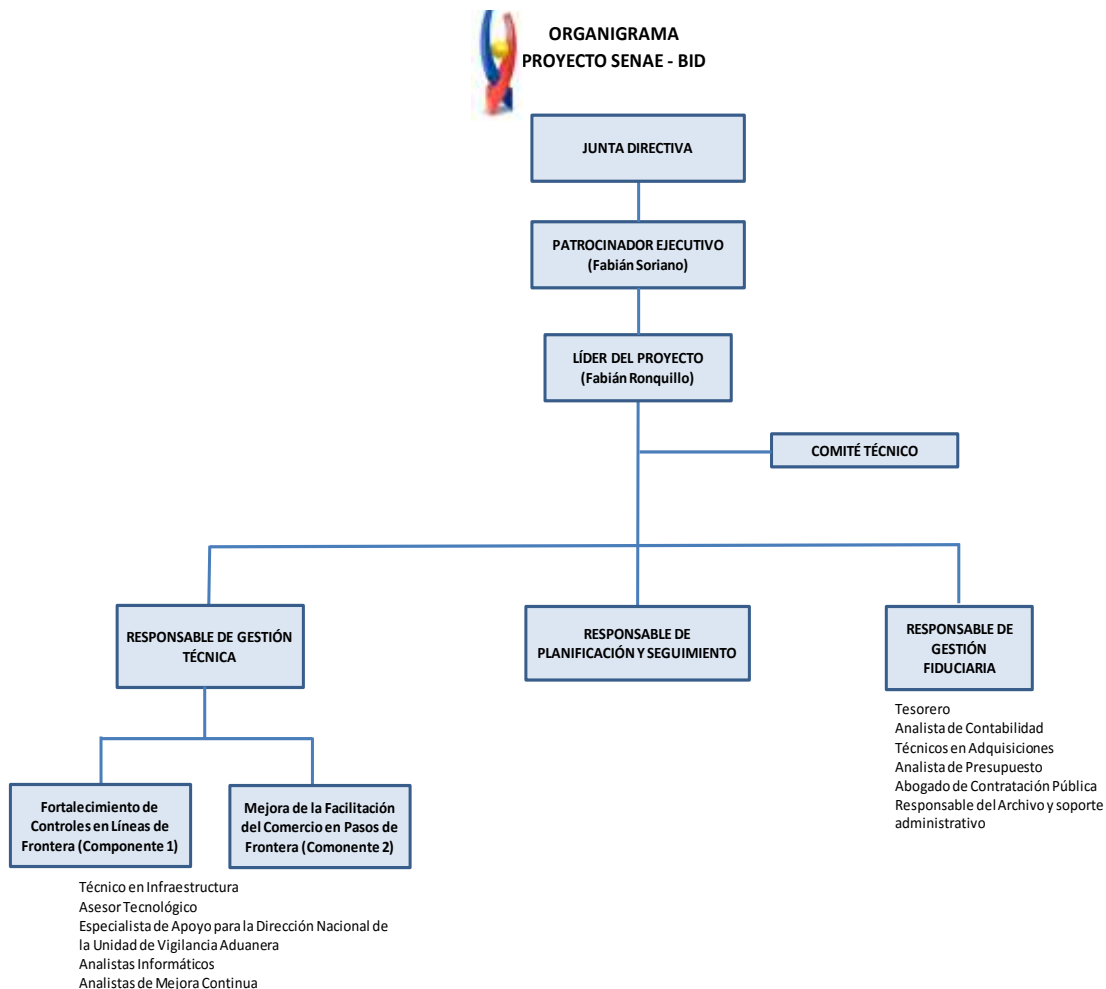 ORGANIGRAMA
PROYECTO SENAE - BID
JUNTA DIRECTIVA
PATROCINADOR EJECUTIVO
(Fabián Soriano)
LÍDER DEL PROYECTO
(Fabián Ronquillo)
COMITÉ TÉCNICO
RESPONSABLE DE GESTIÓN
TÉCNICA
RESPONSABLE DE
PLANIFICACIÓN Y SEGUIMIENTO
RESPONSABLE DE
GESTIÓN
FIDUCIARIA
Tesorero
Analista de Contabilidad
Técnicos en Adquisiciones
Analista de Presupuesto
Abogado de Contratación Pública
Responsable del Archivo y soporte
administrativo
Fortalecimiento de
Controles en Líneas de
Frontera (Componente 1)
Mejora de la Facilitación
del Comercio en Pasos de
Frontera (Comonente 2)
Técnico en Infraestructura
Asesor Tecnológico
Especialista de Apoyo para la Dirección Nacional de
la Unidad de Vigilancia Aduanera
Analistas Informáticos
Analistas de Mejora Continua